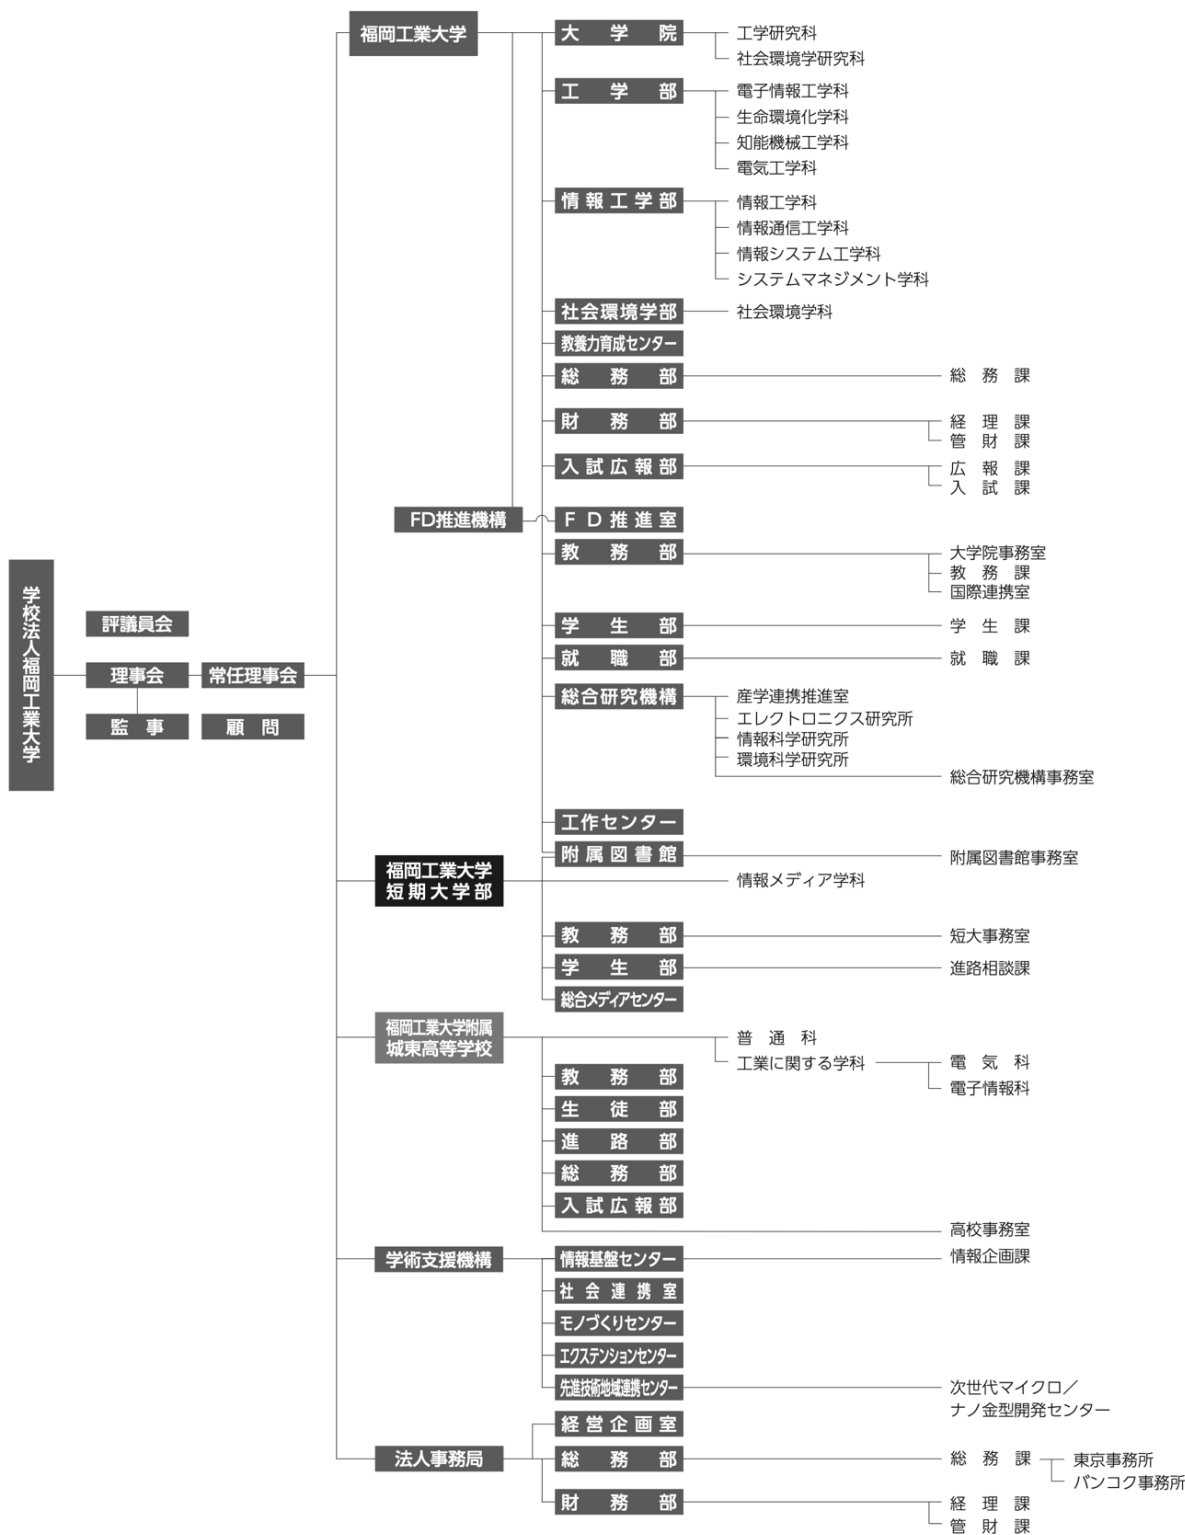 学校法人福岡工業大学
評議員会
理事会
監事
常任理事会
顧問
福岡工業大学
大学院
工学研究科
社会環境学研究科
工学部
電子情報工学科
生命環境化学科
知能機械工学科
電気工学科
情報工学部
情報工学科
情報通信工学科
情報システム工学科
システムマネジメント学科
社会環境学部
社会環境学科
教養力育成センター
総務部
総務課
財務部
経理課
管財課
入試広報部
広報課
入試課
FD推進機構
FD推進室
教務部
大学院事務室
教務課
国際連携室
学生部
学生課
就職部
就職課
総合研究機構
産学連携推進室
エレクトロニクス研究所
情報科学研究所
環境科学研究所
総合研究機構事務室
工作センター
附属図書館
附属図書館事務室
福岡工業大学
短期大学部
情報メディア学科
教務部
短大事務室
学生部
進路相談課
総合メディアセンター
福岡工業大学附属
城東高等学校
普通科
工業に関する学科
電気科
電子情報科
教務部
生徒部
進路部
総務部
入試広報部
高校事務室
学術支援機構
情報基盤センター
情報企画課
社会連携室
モノづくりセンター
エクステンションセンター
先進技術地域連携センター
次世代マイクロ／
ナノ金型開発センター
法人事務局
経営企画室
総務部
総務課
東京事務所
バンコク事務所
財務部
経理課
管財課